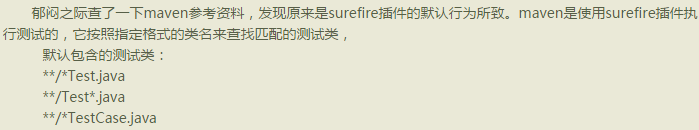 郁闷之际查了一下maven参考资料，发现原来是surefire插件的默认行为所致。maven是使用surefire插件执
行测试的，它按照指定格式的类名来查找匹配的测试类，
默认包含的测试类：
**/*Test.java
**/Test*.java
**/*TestCase.java